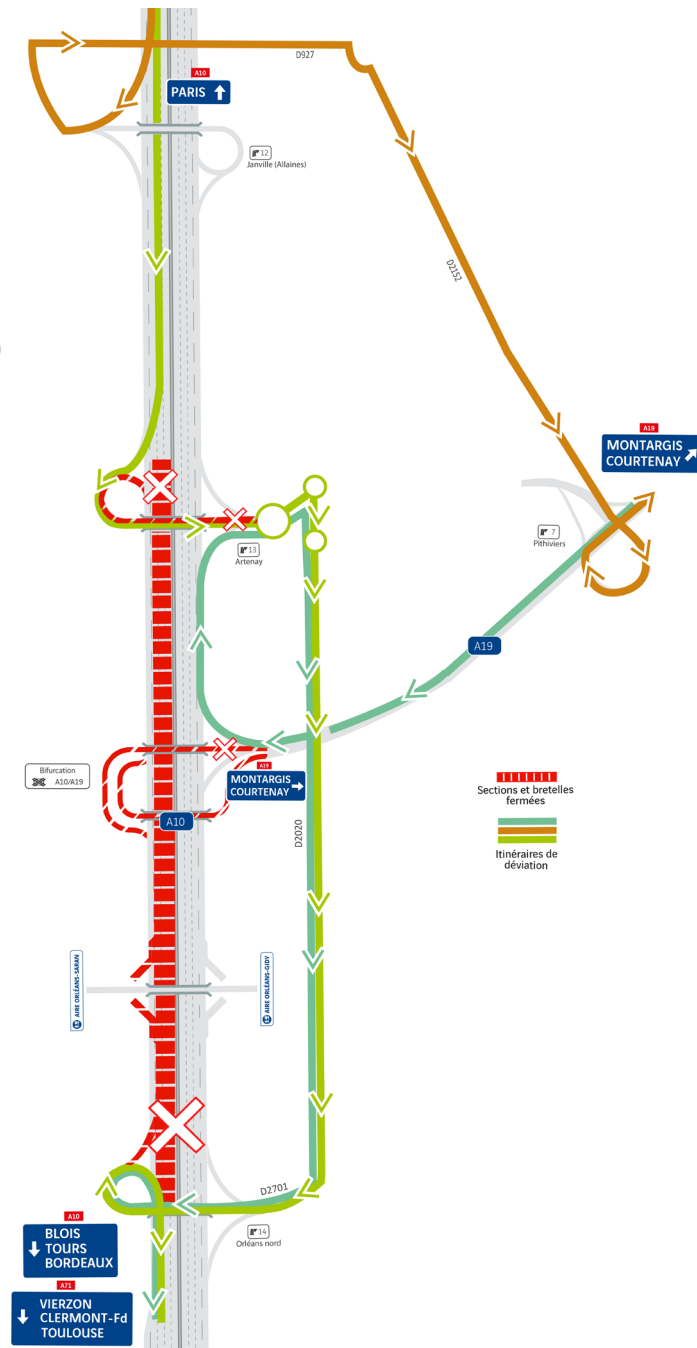 D927
A10
PARIS
12
Janville (Allaines)
D2152
A19
MONTARGIS
COURTENAY
7
Pithiviers
13
Artenay
A19
Bifurcation
A10/A19
A19
MONTARGIS
COURTENAY
A10
Sections et bretelles
fermées
D2020
Itinéraires de
déviation
AIRE ORLÉANS-SARAN
AIRE ORLÉANS-GIDY
D2701
14
Orléans nord
A10
BLOIS
TOURS
BORDEAUX
A71
VIERZON
CLERMONT-Fd
TOULOUSE